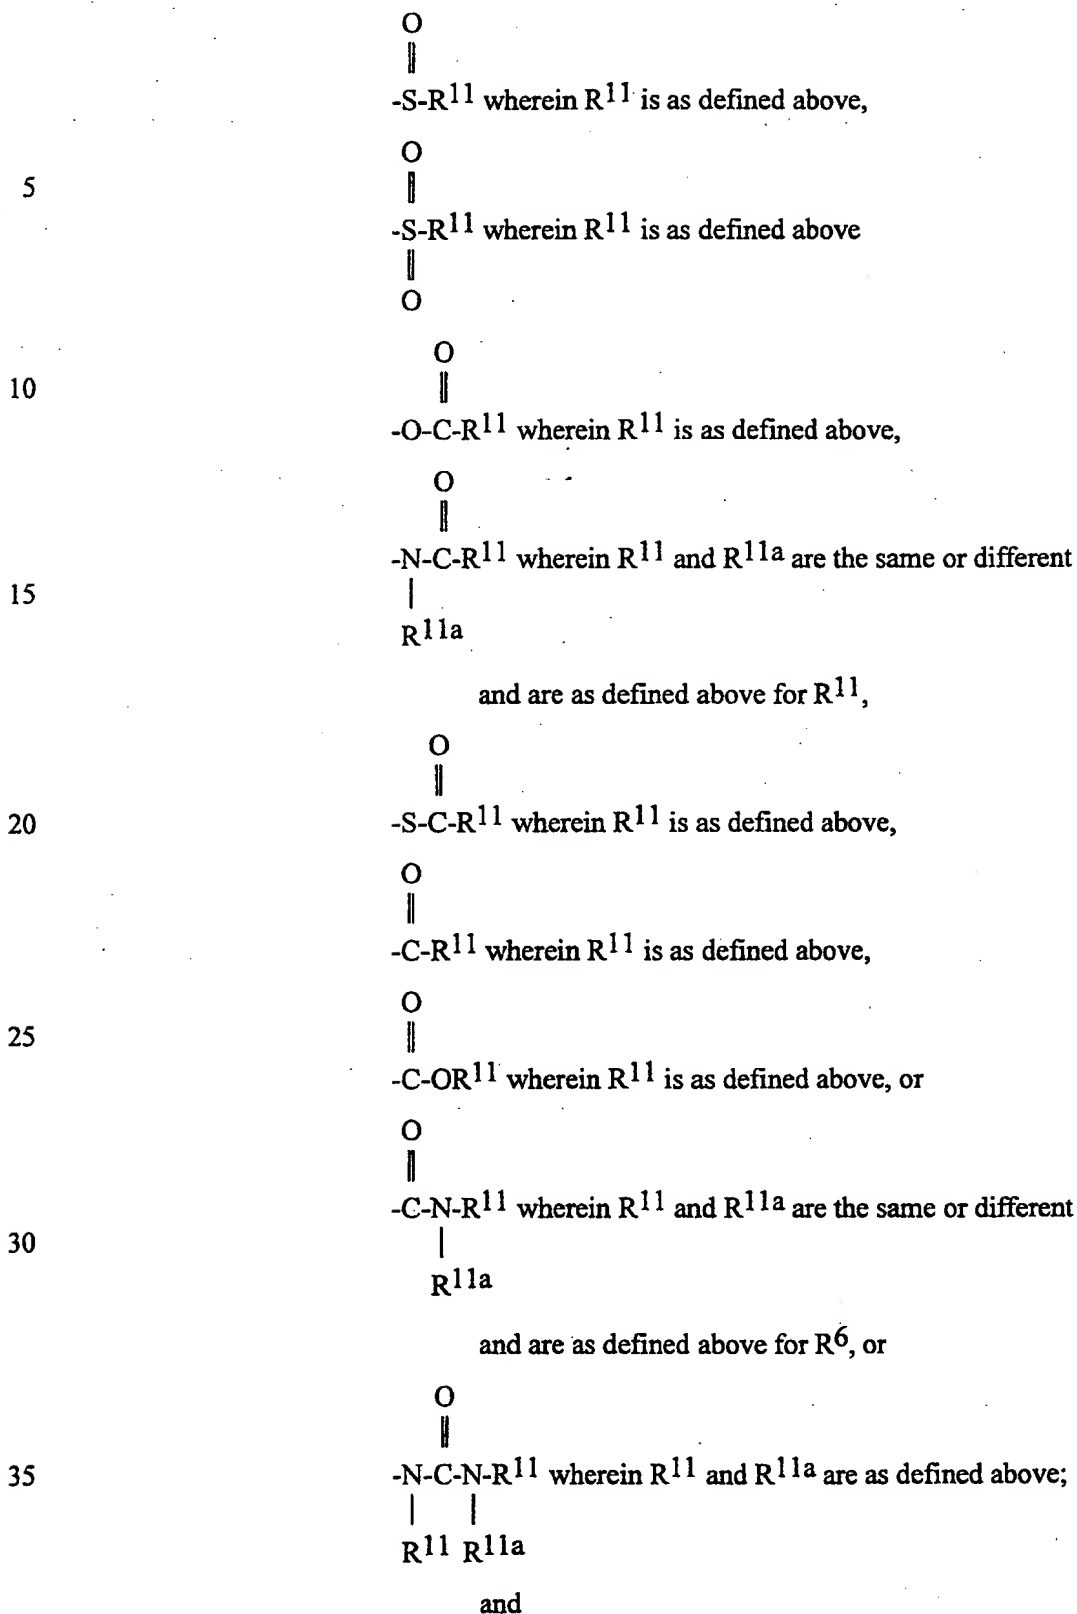 O
||
-S-R11 wherein R11 is as defined above,
O
5 ||
-S-R11 wherein R11 is as defined above
||
O
O
10 ||
-O-C-R11 wherein R11 is as defined above,
O
||
-N-C-R11 wherein R11 and R11a are the same or different
15 |
R11a
and are as defined above for R11,
O
||
20 -S-C-R11 wherein R11 is as defined above,
O
||
-C-R11 wherein R11 is as defined above,
O
25 ||
-C-OR11 wherein R11 is as defined above, or
O
||
-C-N-R11 wherein R11 and R11a are the same or different
30 |
R11a
and are as defined above for R6, or
O
||
35 -N-C-N-R11 wherein R11 and R11a are as defined above;
| |
R11 R11a
and